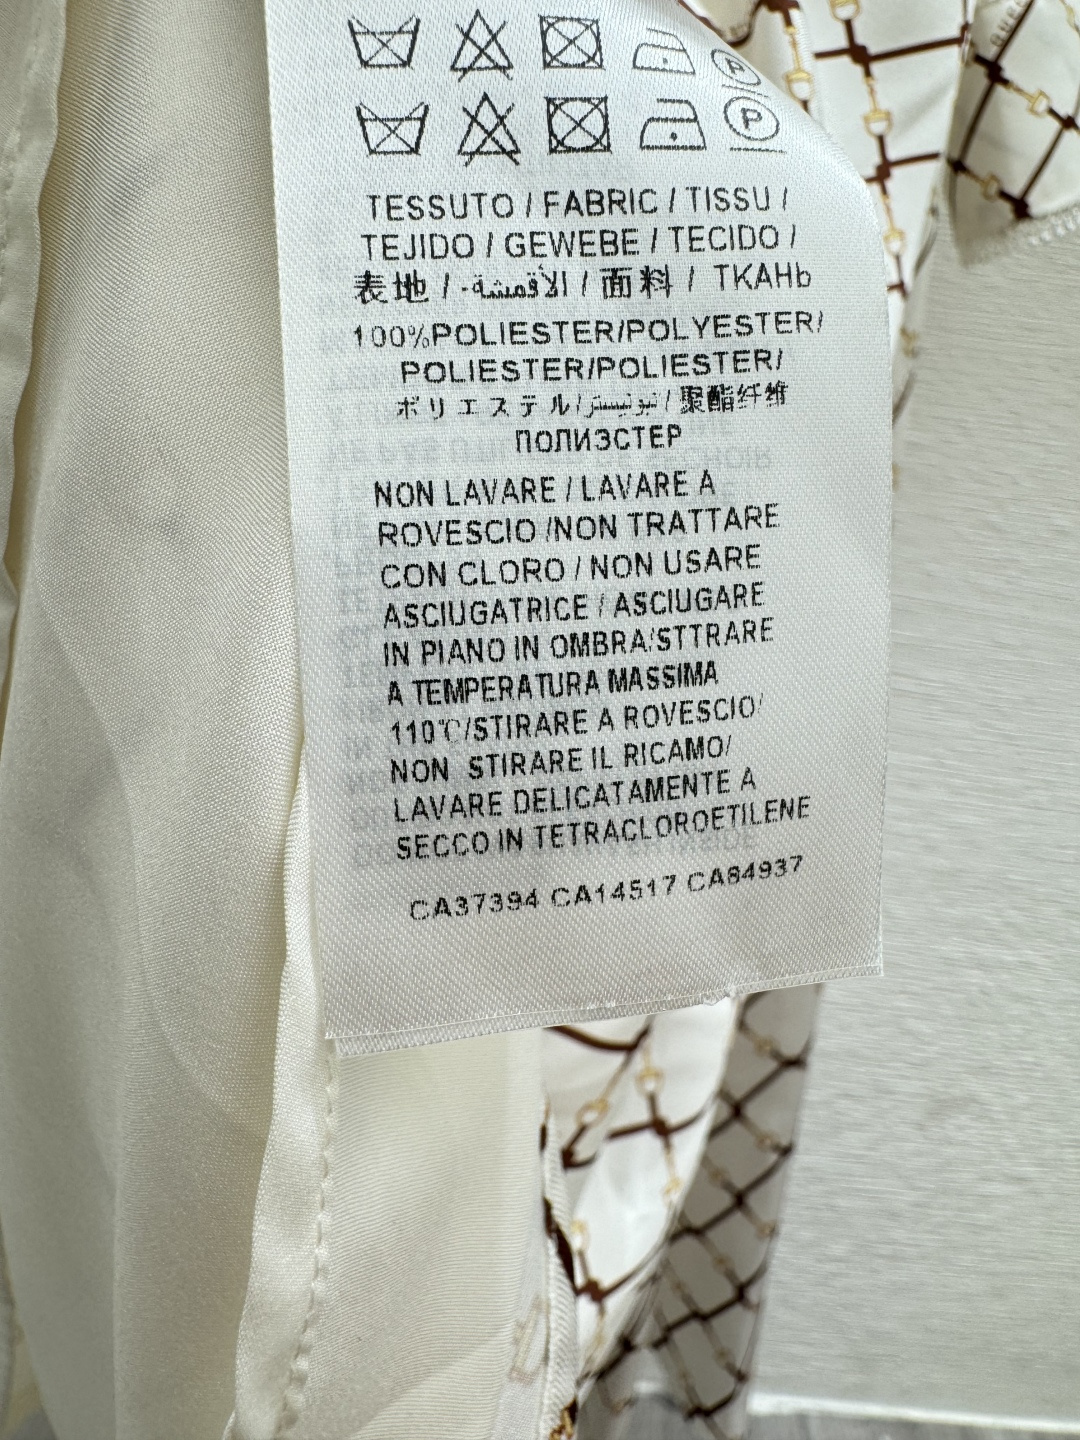 P
P
TESSUTO / FABRIC / TISSU /
TEJIDO / GEWEBE / TECIDO /
表地 / الأقمشة- / 面料 / ТКАНЬ
100%POLIESTER/POLYESTER/
POLIESTER/POLIESTER/
ポリエステル/ / 聚酯纤维
ПОЛИЭСТЕР
NON LAVARE / LAVARE A
ROVESCIO /NON TRATTARE
CON CLORO / NON USARE
ASCIUGATRICE / ASCIUGARE
IN PIANO IN OMBRA/STTRARE
A TEMPERATURA MASSIMA
110℃/STIRARE A ROVESCIO/
NON STIRARE IL RICAMO/
LAVARE DELICATAMENTE A
SECCO IN TETRACLOROETILENE
CA37394 CA14517 CA84937